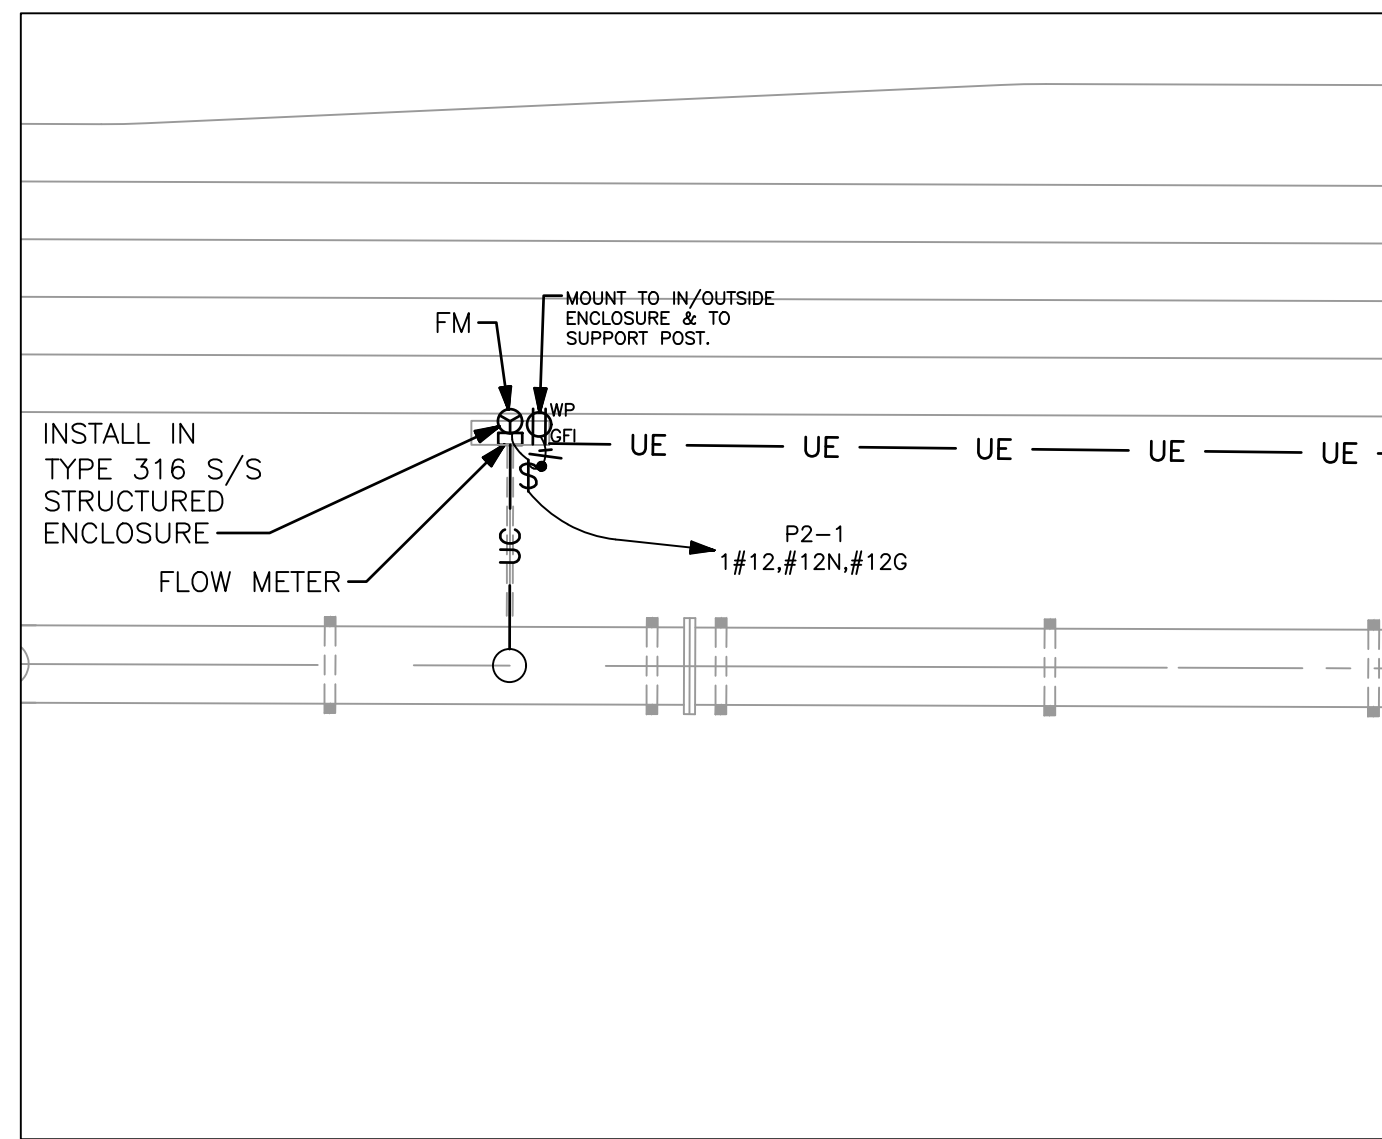 MOUNT TO IN/OUTSIDE
ENCLOSURE & TO
SUPPORT POST.
FM
WP
GFI
INSTALL IN
TYPE 316 S/S
STRUCTURED
ENCLOSURE
UE UE UE UE UE
$
UC
P2-1
1#12,#12N,#12G
FLOW METER